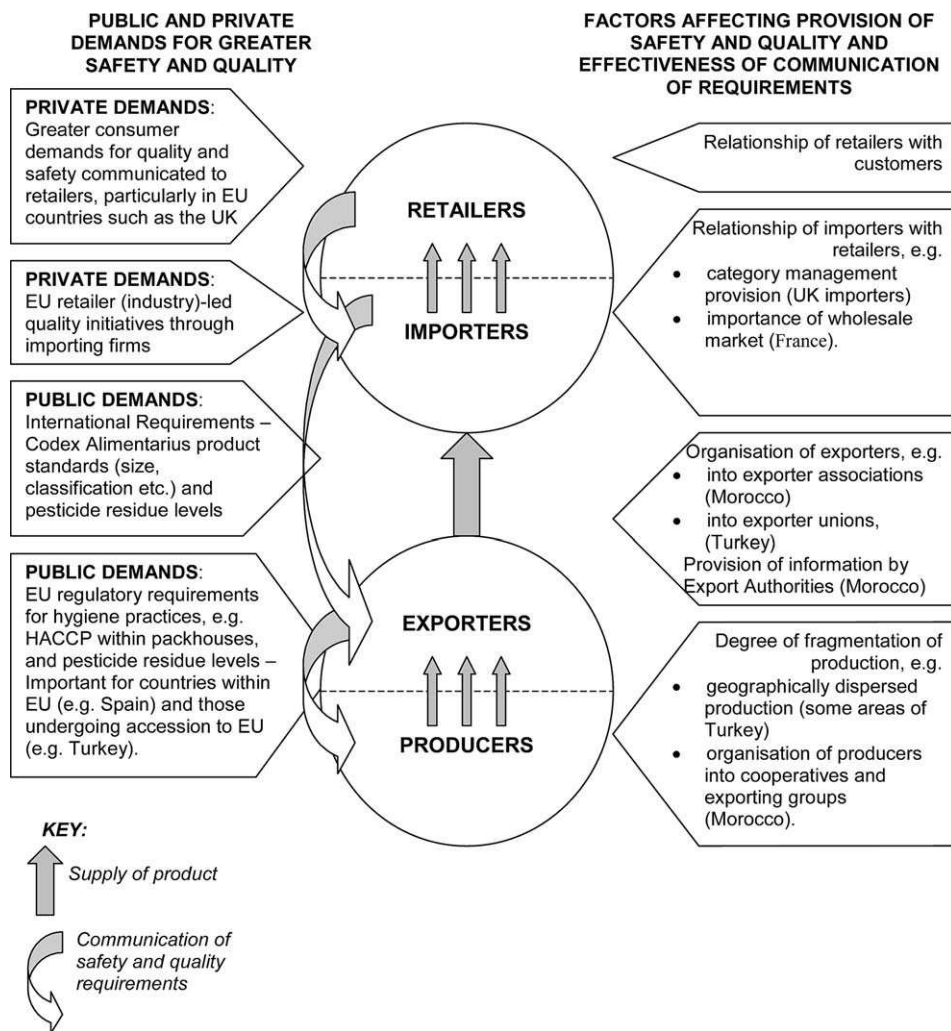 PUBLIC AND PRIVATE
DEMANDS FOR GREATER
SAFETY AND QUALITY
FACTORS AFFECTING PROVISION OF
SAFETY AND QUALITY AND
EFFECTIVENESS OF COMMUNICATION
OF REQUIREMENTS
PRIVATE DEMANDS:
Greater consumer
demands for quality and
safety communicated to
retailers, particularly in EU
countries such as the UK
PRIVATE DEMANDS:
EU retailer (industry)-led
quality initiatives through
importing firms
PUBLIC DEMANDS:
International Requirements –
Codex Alimentarius product
standards (size,
classification etc.) and
pesticide residue levels
PUBLIC DEMANDS:
EU regulatory requirements
for hygiene practices, e.g.
HACCP within packhouses,
and pesticide residue levels –
Important for countries within
EU (e.g. Spain) and those
undergoing accession to EU
(e.g. Turkey).
RETAILERS
IMPORTERS
EXPORTERS
PRODUCERS
Relationship of retailers with
customers
Relationship of importers with
retailers, e.g.
• category management
provision (UK importers)
• importance of wholesale
market (France).
Organisation of exporters, e.g.
• into exporter associations
(Morocco)
• into exporter unions,
(Turkey)
Provision of information by
Export Authorities (Morocco)
Degree of fragmentation of
production, e.g.
• geographically dispersed
production (some areas of
Turkey)
• organisation of producers
into cooperatives and
exporting groups
(Morocco).
KEY:
Supply of product
Communication of
safety and quality
requirements